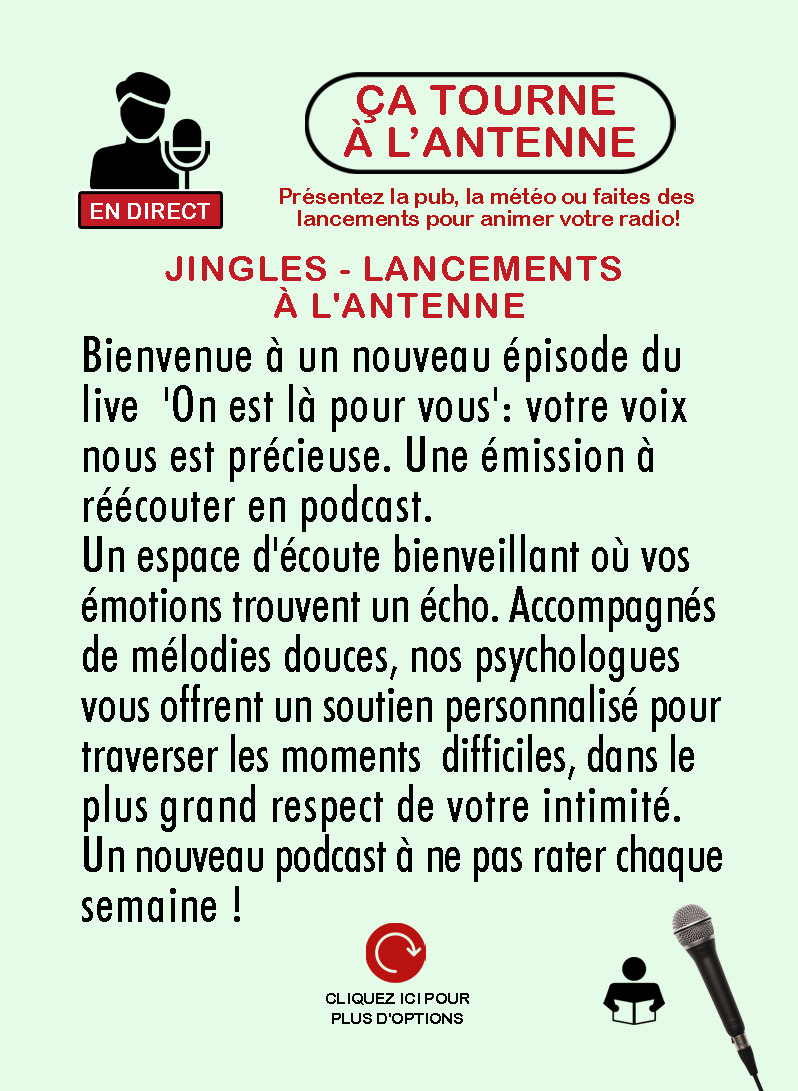 ÇA TOURNE
À L’ANTENNE
EN DIRECT
Présentez la pub, la météo ou faites des
lancements pour animer votre radio!
JINGLES - LANCEMENTS
À L'ANTENNE
Bienvenue à un nouveau épisode du
live 'On est là pour vous': votre voix
nous est précieuse. Une émission à
réécouter en podcast.
Un espace d'écoute bienveillant où vos
émotions trouvent un écho. Accompagnés
de mélodies douces, nos psychologues
vous offrent un soutien personnalisé pour
traverser les moments difficiles, dans le
plus grand respect de votre intimité.
Un nouveau podcast à ne pas rater chaque
semaine !
CLIQUEZ ICI POUR
PLUS D'OPTIONS